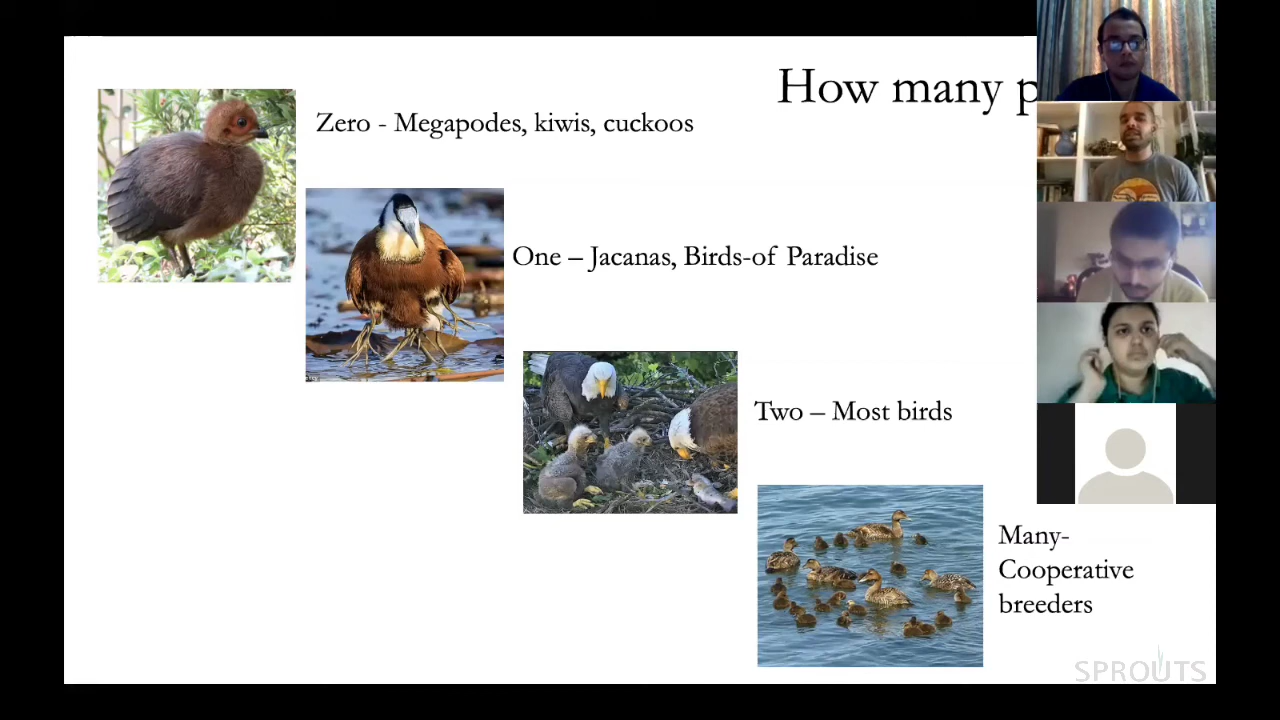 How many
Zero - Megapodes, kiwis, cuckoos
One – Jacanas, Birds-of Paradise
Two – Most birds
Many-
Cooperative
breeders
SPROUTS